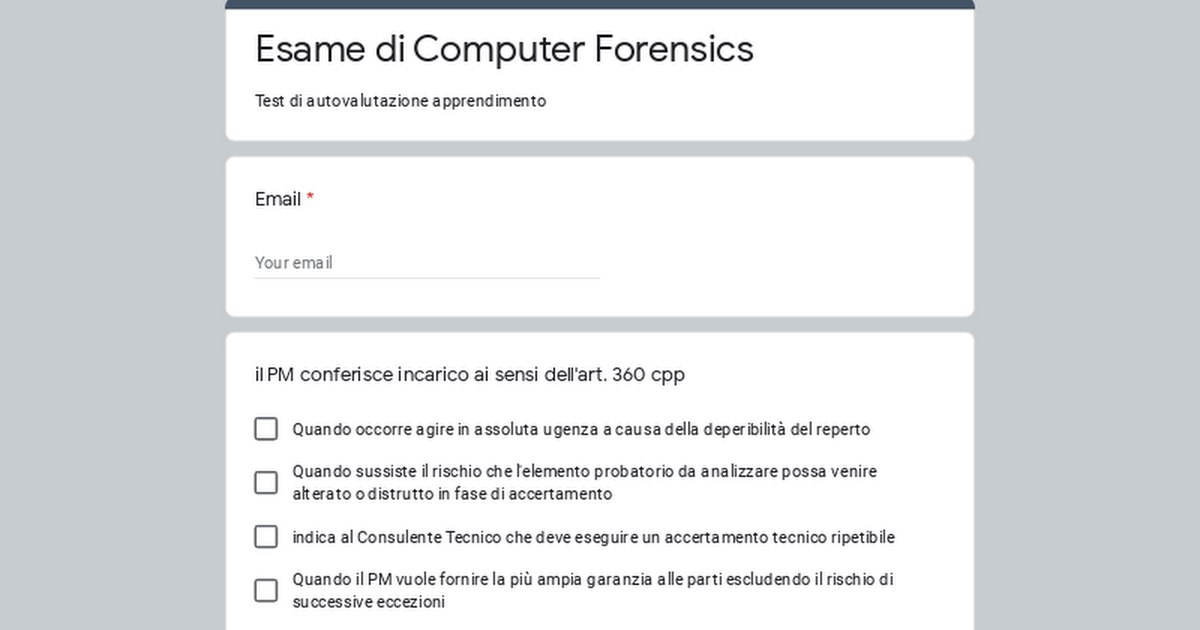 Esame di Computer Forensics
Test di autovalutazione apprendimento
Email *
Your email
il PM conferisce incarico ai sensi dell'art. 360 cpp
Quando occorre agire in assoluta ugenza a causa della deperibilità del reperto
Quando sussiste il rischio che l'elemento probatorio da analizzare possa venire
alterato o distrutto in fase di accertamento
indica al Consulente Tecnico che deve eseguire un accertamento tecnico ripetibile
Quando il PM vuole fornire la più ampia garanzia alle parti escludendo il rischio di
successive eccezioni